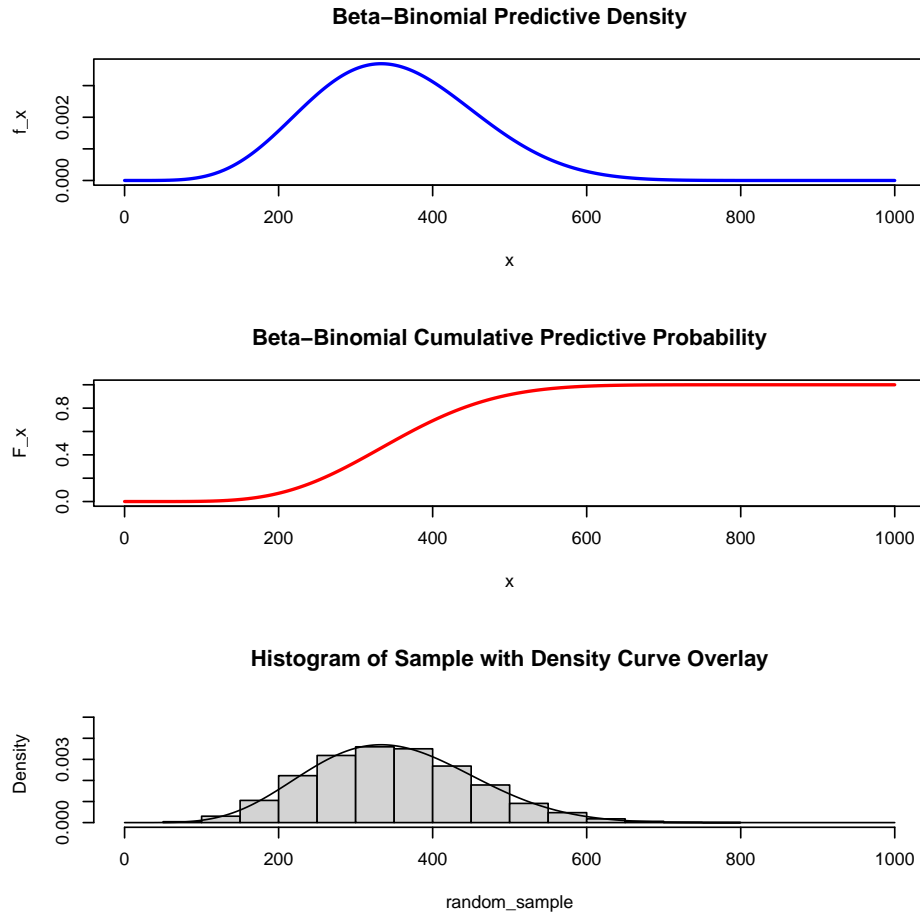 Beta−Binomial Predictive Density
f_x
0.000 0.002
0 200 400 600 800 1000
x
Beta−Binomial Cumulative Predictive Probability
F_x
0.0 0.4 0.8
0 200 400 600 800 1000
x
Histogram of Sample with Density Curve Overlay
Density
0.000 0.003
0 200 400 600 800 1000
random_sample